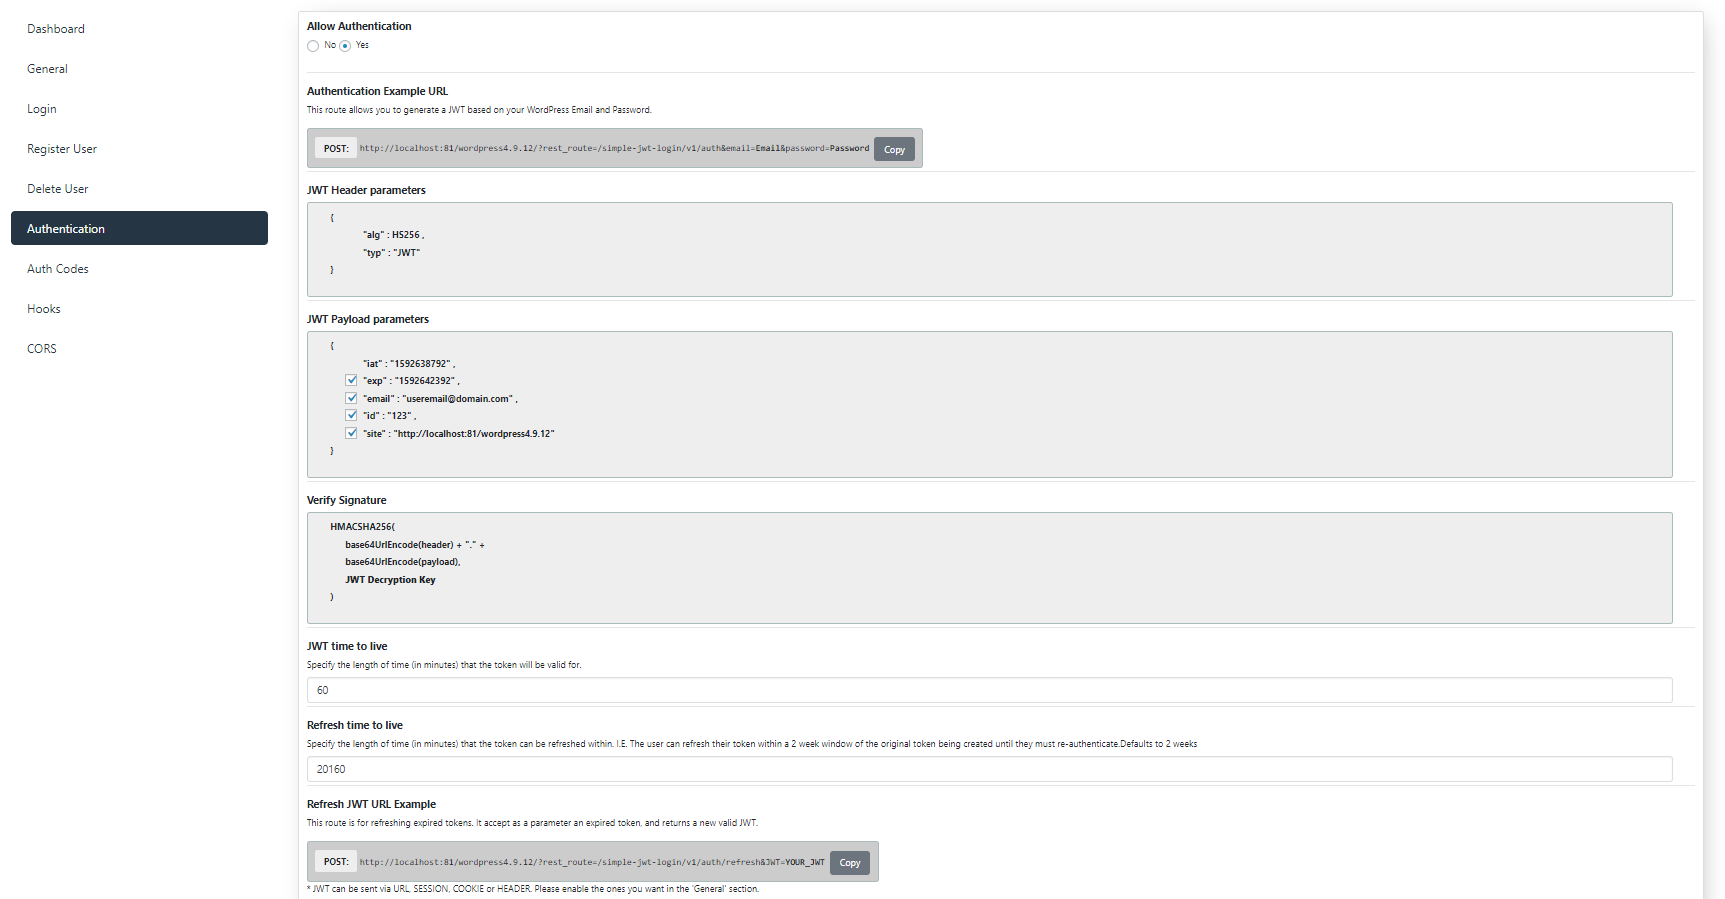 Dashboard
General
Login
Register User
Delete User
Authentication
Auth Codes
Hooks
CORS
Allow Authentication
No Yes
Authentication Example URL
This route allows you to generate a JWT based on your WordPress Email and Password.
POST: http://localhost:81/wordpress4.9.12/?rest_route=/simple-jwt-login/v1/auth&email=Email&password=Password Copy
JWT Header parameters
{
"alg" : HS256 ,
"typ" : "JWT"
}
JWT Payload parameters
{
"iat" : "1592638792" ,
"exp" : "1592642392" ,
"email" : "useremail@domain.com" ,
"id" : "123" ,
"site" : "http://localhost:81/wordpress4.9.12"
}
Verify Signature
HMACSHA256(
base64UrlEncode(header) + "." +
base64UrlEncode(payload),
JWT Decryption Key
)
JWT time to live
Specify the length of time (in minutes) that the token will be valid for.
60
Refresh time to live
Specify the length of time (in minutes) that the token can be refreshed within. I.E. The user can refresh their token within a 2 week window of the original token being created until they must re-authenticate.Defaults to 2 weeks
20160
Refresh JWT URL Example
This route is for refreshing expired tokens. It accept as a parameter an expired token, and returns a new valid JWT.
POST: http://localhost:81/wordpress4.9.12/?rest_route=/simple-jwt-login/v1/auth/refresh&JWT=YOUR_JWT Copy
* JWT can be sent via URL, SESSION, COOKIE or HEADER. Please enable the ones you want in the 'General' section.